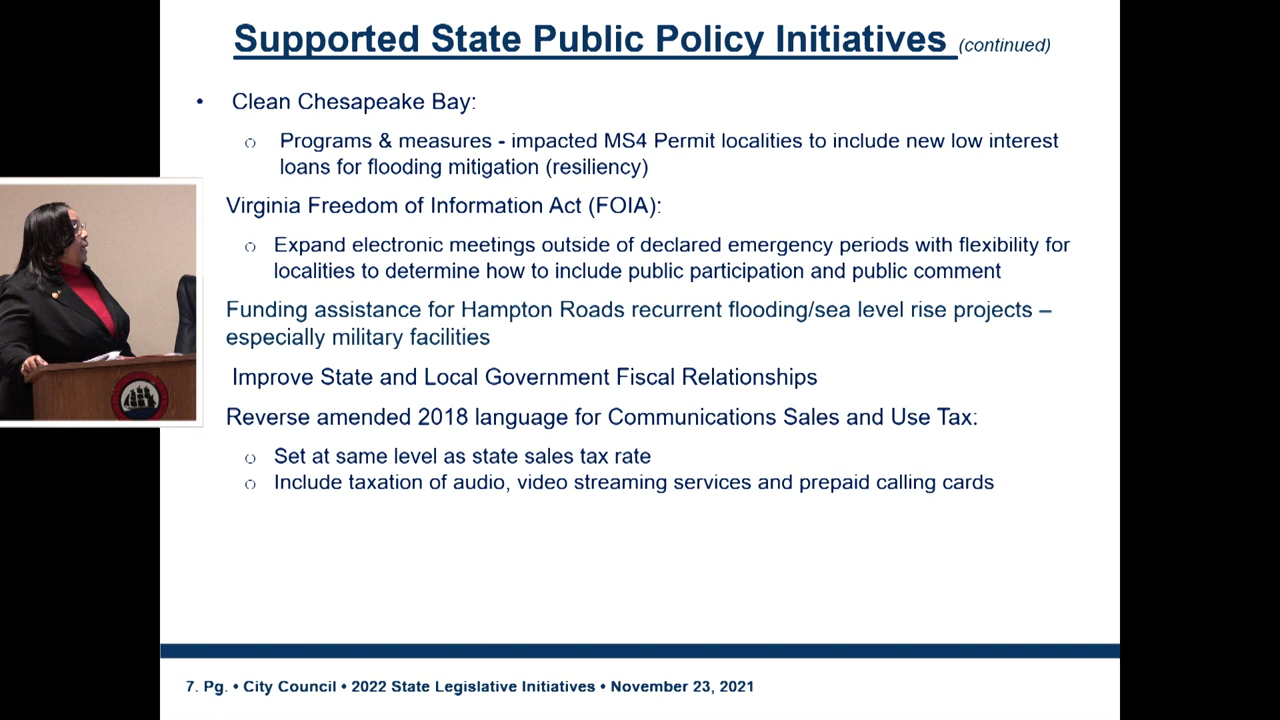 Supported State Public Policy Initiatives (continued)
• Clean Chesapeake Bay:
Programs & measures - impacted MS4 Permit localities to include new low interest
loans for flooding mitigation (resiliency)
Virginia Freedom of Information Act (FOIA):
Expand electronic meetings outside of declared emergency periods with flexibility for
localities to determine how to include public participation and public comment
Funding assistance for Hampton Roads recurrent flooding/sea level rise projects –
especially military facilities
Improve State and Local Government Fiscal Relationships
Reverse amended 2018 language for Communications Sales and Use Tax:
Set at same level as state sales tax rate
Include taxation of audio, video streaming services and prepaid calling cards
7. Pg. • City Council • 2022 State Legislative Initiatives • November 23, 2021